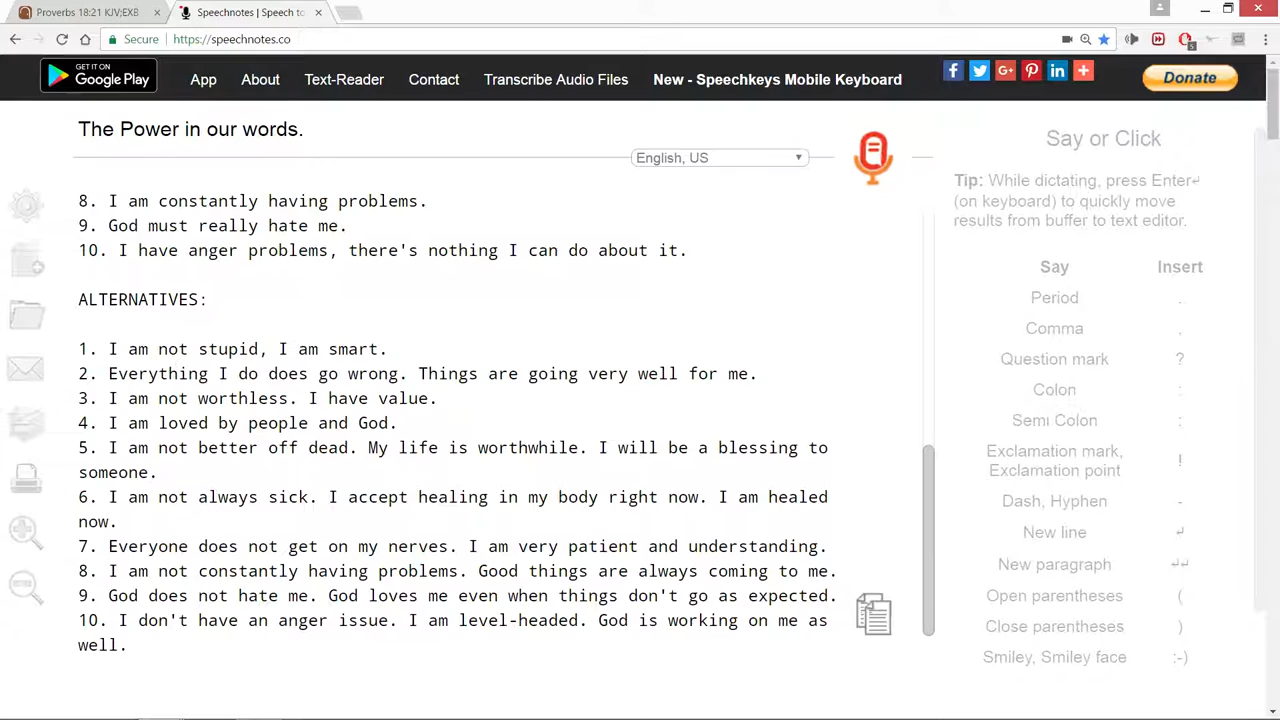 Proverbs 18:21 KJV;EXB
Speechnotes | Speech to
Secure https://speechnotes.co
5
GET IT ON
Google Play
App
About
Text-Reader
Contact
Transcribe Audio Files
New - Speechkeys Mobile Keyboard
Donate
The Power in our words.
English, US
8. I am constantly having problems.
9. God must really hate me.
10. I have anger problems, there's nothing I can do about it.
ALTERNATIVES:
1. I am not stupid, I am smart.
2. Everything I do does go wrong. Things are going very well for me.
3. I am not worthless. I have value.
4. I am loved by people and God.
5. I am not better off dead. My life is worthwhile. I will be a blessing to
someone.
6. I am not always sick. I accept healing in my body right now. I am healed
now.
7. Everyone does not get on my nerves. I am very patient and understanding.
8. I am not constantly having problems. Good things are always coming to me.
9. God does not hate me. God loves me even when things don't go as expected.
10. I don't have an anger issue. I am level-headed. God is working on me as
well.
Say or Click
Tip: While dictating, press Enter↵
(on keyboard) to quickly move
results from buffer to text editor.
Say Insert
Period .
Comma ,
Question mark ?
Colon :
Semi Colon ;
Exclamation mark,
Exclamation point !
Dash, Hyphen -
New line ↵
New paragraph ↵↵
Open parentheses (
Close parentheses )
Smiley, Smiley face :-)